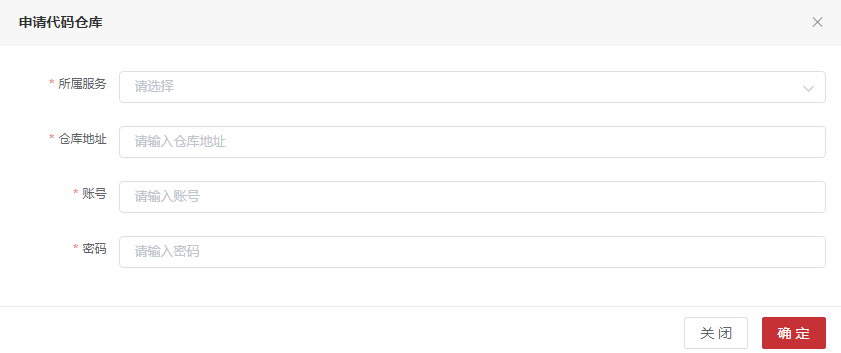 申请代码仓库
* 所属服务 请选择
* 仓库地址 请输入仓库地址
* 账号 请输入账号
* 密码 请输入密码
关闭 确定